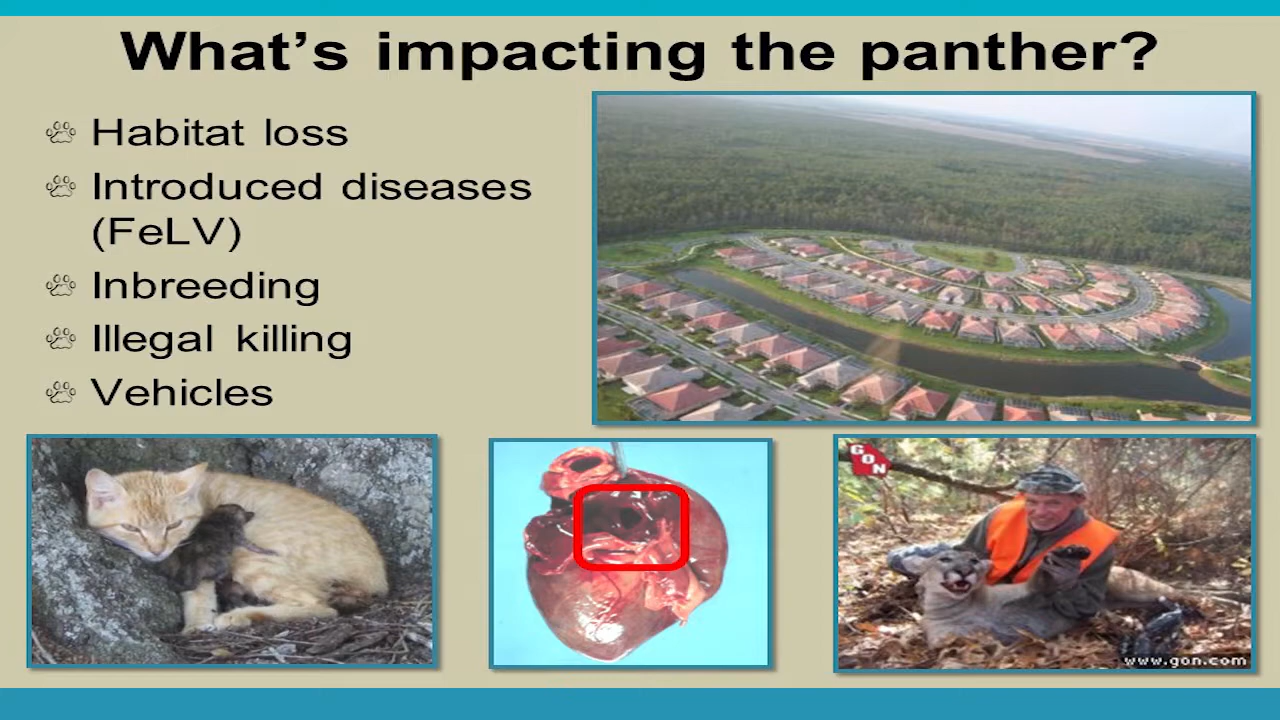 What's impacting the panther?
Habitat loss
Introduced diseases
(FeLV)
Inbreeding
Illegal killing
Vehicles
GON
www.gon.com